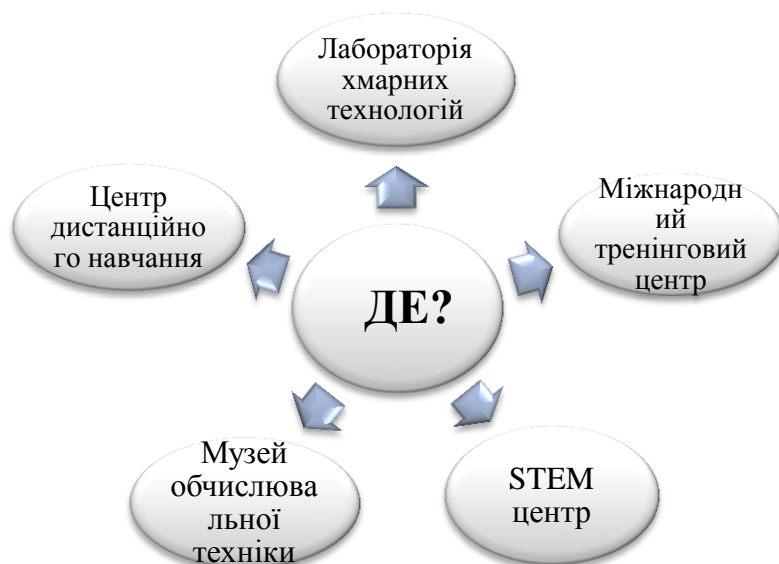 Лабораторія
хмарних
технологій
Центр
дистанційно
го навчання
Міжнародн
ий
тренінговий
центр
ДЕ?
Музей
обчислюва
льної
техніки
STEM
центр